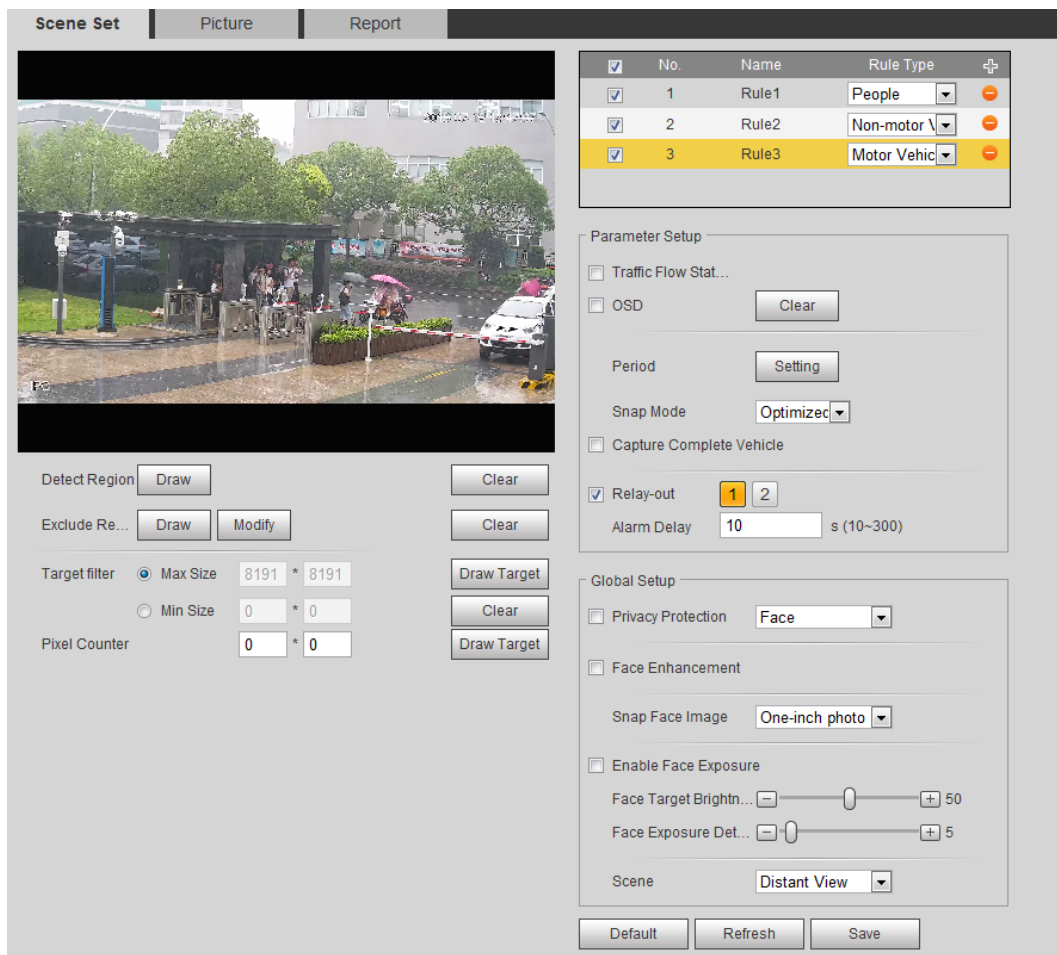 Scene Set Picture Report
No. Name Rule Type
1 Rule1 People
2 Rule2 Non-motor V
3 Rule3 Motor Vehic
Parameter Setup
Traffic Flow Stat...
OSD Clear
Period Setting
Snap Mode Optimized
Capture Complete Vehicle
Relay-out 1 2
Alarm Delay 10 s (10~300)
Detect Region Draw Clear
Exclude Re... Draw Modify Clear
Target filter Max Size 8191 * 8191 Draw Target
Min Size 0 * 0 Clear
Pixel Counter 0 * 0 Draw Target
Global Setup
Privacy Protection Face
Face Enhancement
Snap Face Image One-inch photo
Enable Face Exposure
Face Target Brightn... 50
Face Exposure Det... 5
Scene Distant View
Default Refresh Save